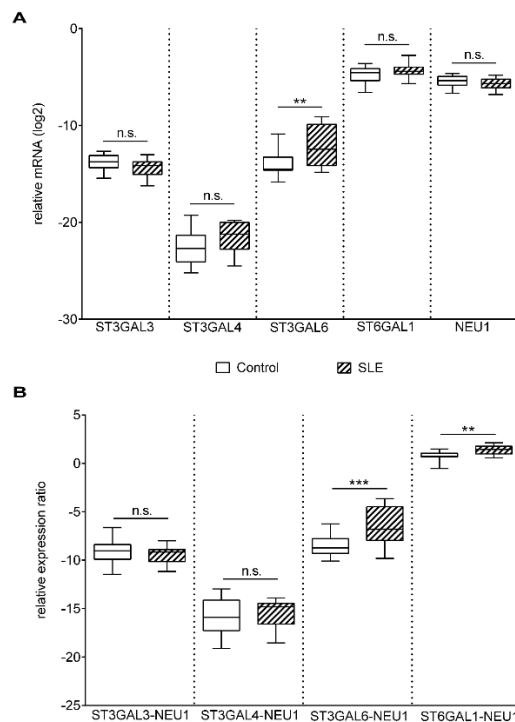 A
relative mRNA (log2)
0
-10
-20
-30
n.s.
n.s.
**
n.s.
n.s.
ST3GAL3 ST3GAL4 ST3GAL6 ST6GAL1 NEU1
Control SLE
B
relative expression ratio
5
0
-5
-10
-15
-20
-25
n.s.
n.s.
***
**
ST3GAL3-NEU1 ST3GAL4-NEU1 ST3GAL6-NEU1 ST6GAL1-NEU1